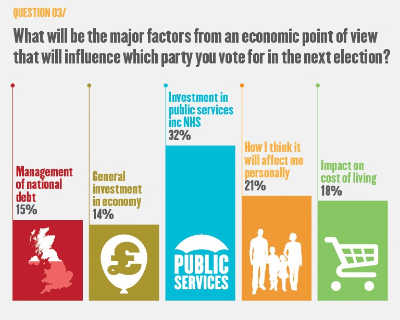 QUESTION 03/
What will be the major factors from an economic point of view
that will influence which party you vote for in the next election?
Management
of national
debt
15%
General
investment
in economy
14%
Investment in
public services
inc NHS
32%
How I think it
will affect me
personally
21%
Impact on
cost of living
18%
£
PUBLIC
SERVICES